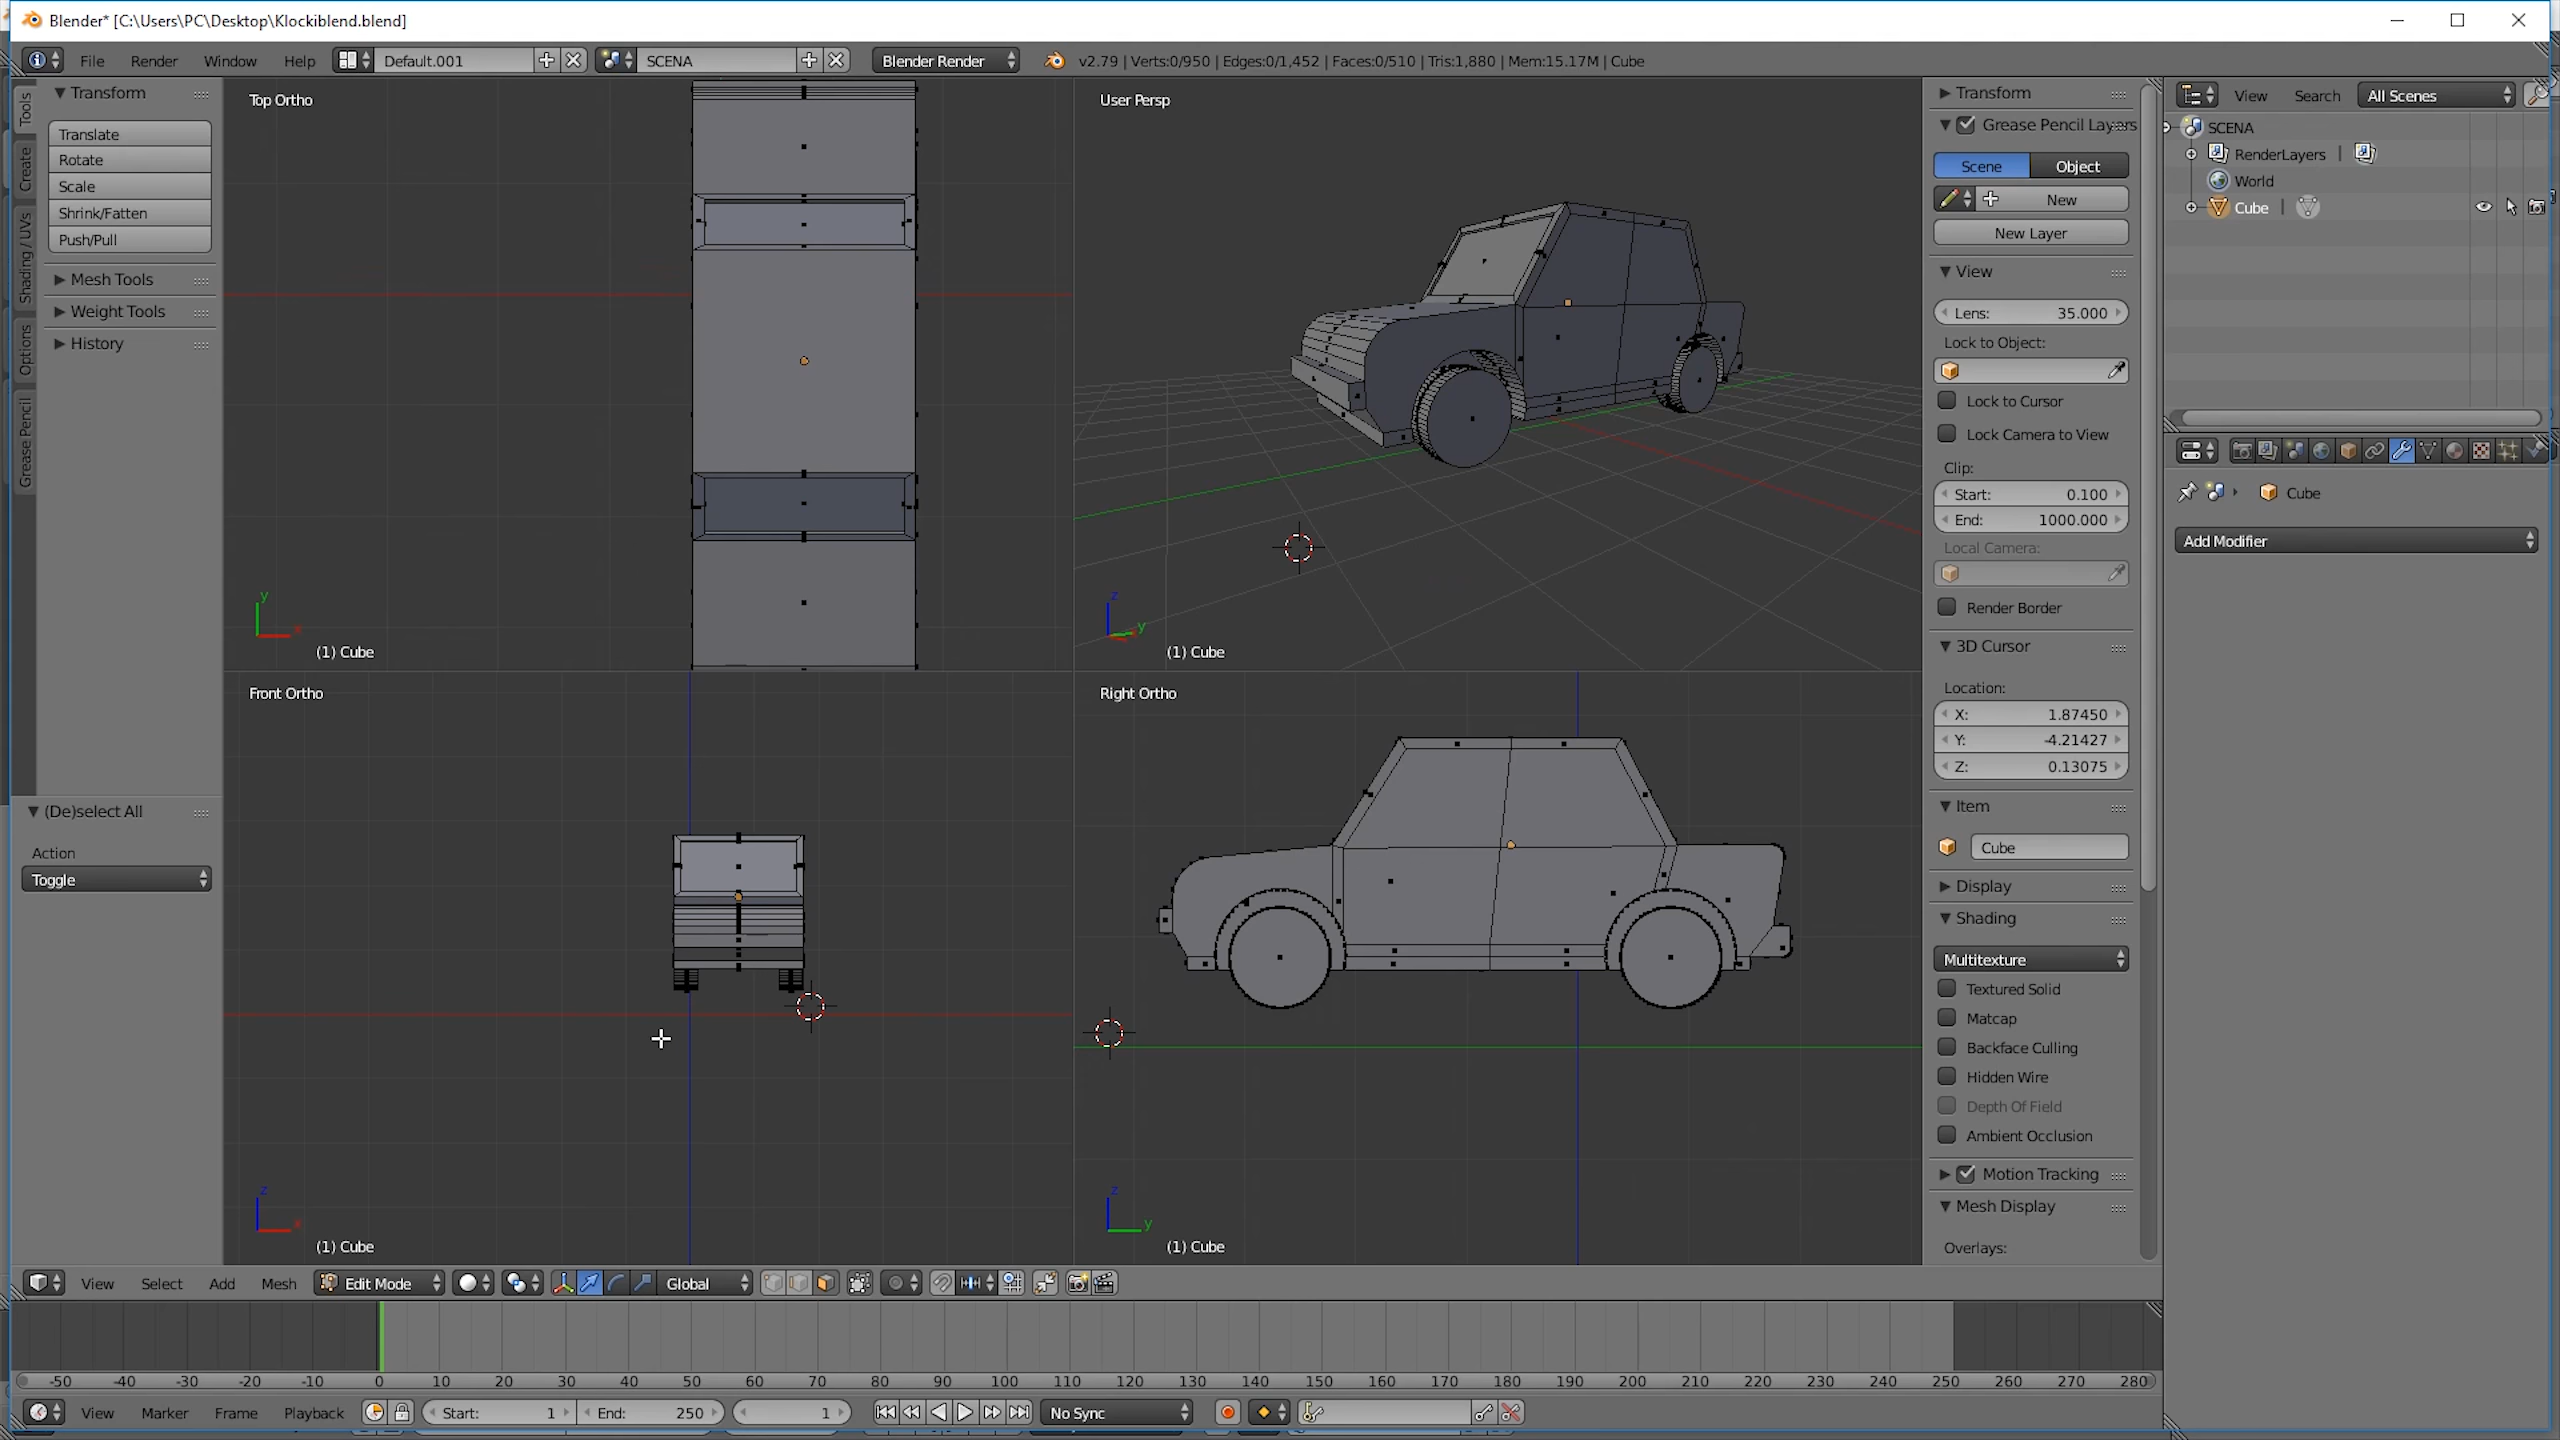 Blender* [C:\Users\PC\Desktop\Klockiblend.blend]
File Render Window Help Default.001 SCENA Blender Render v2.79 | Verts:0/950 | Edges:0/1,452 | Faces:0/510 | Tris:1,880 | Mem:15.17M | Cube
Tools
Create
Shading / UVs
Options
Grease Pencil
Transform
Translate
Rotate
Scale
Shrink/Fatten
Push/Pull
Mesh Tools
Weight Tools
History
(De)select All
Action
Toggle
Top Ortho
y
x
(1) Cube
User Persp
z
y
(1) Cube
Front Ortho
z
x
(1) Cube
Right Ortho
z
y
(1) Cube
Transform
Grease Pencil Layers
Scene Object
New
New Layer
View
Lens: 35.000
Lock to Object:
Lock to Cursor
Lock Camera to View
Clip:
Start: 0.100
End: 1000.000
Local Camera:
Render Border
3D Cursor
Location:
X: 1.87450
Y: -4.21427
Z: 0.13075
Item
Cube
Display
Shading
Multitexture
Textured Solid
Matcap
Backface Culling
Hidden Wire
Depth Of Field
Ambient Occlusion
Motion Tracking
Mesh Display
Overlays:
View Search All Scenes
SCENA
RenderLayers |
World
Cube |
Cube
Add Modifier
View Select Add Mesh Edit Mode Global
-50 -40 -30 -20 -10 0 10 20 30 40 50 60 70 80 90 100 110 120 130 140 150 160 170 180 190 200 210 220 230 240 250 260 270 280
View Marker Frame Playback Start: 1 End: 250 1 No Sync